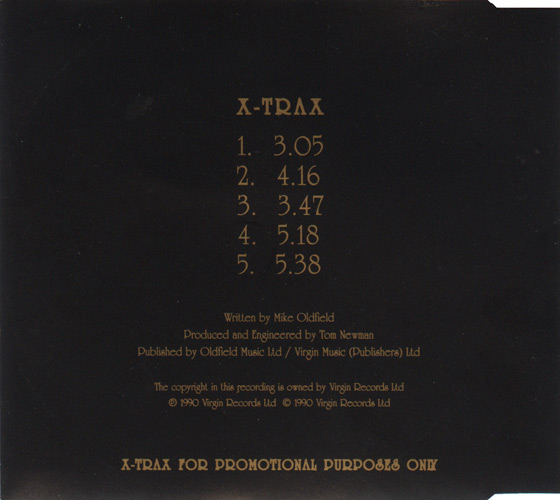 X-TRAX
1. 3.05
2. 4.16
3. 3.47
4. 5.18
5. 5.38
Written by Mike Oldfield
Produced and Engineered by Tom Newman
Published by Oldfield Music Ltd / Virgin Music (Publishers) Ltd
The copyright in this recording is owned by Virgin Records Ltd
℗ 1990 Virgin Records Ltd © 1990 Virgin Records Ltd
X-TRAX FOR PROMOTIONAL PURPOSES ONLY